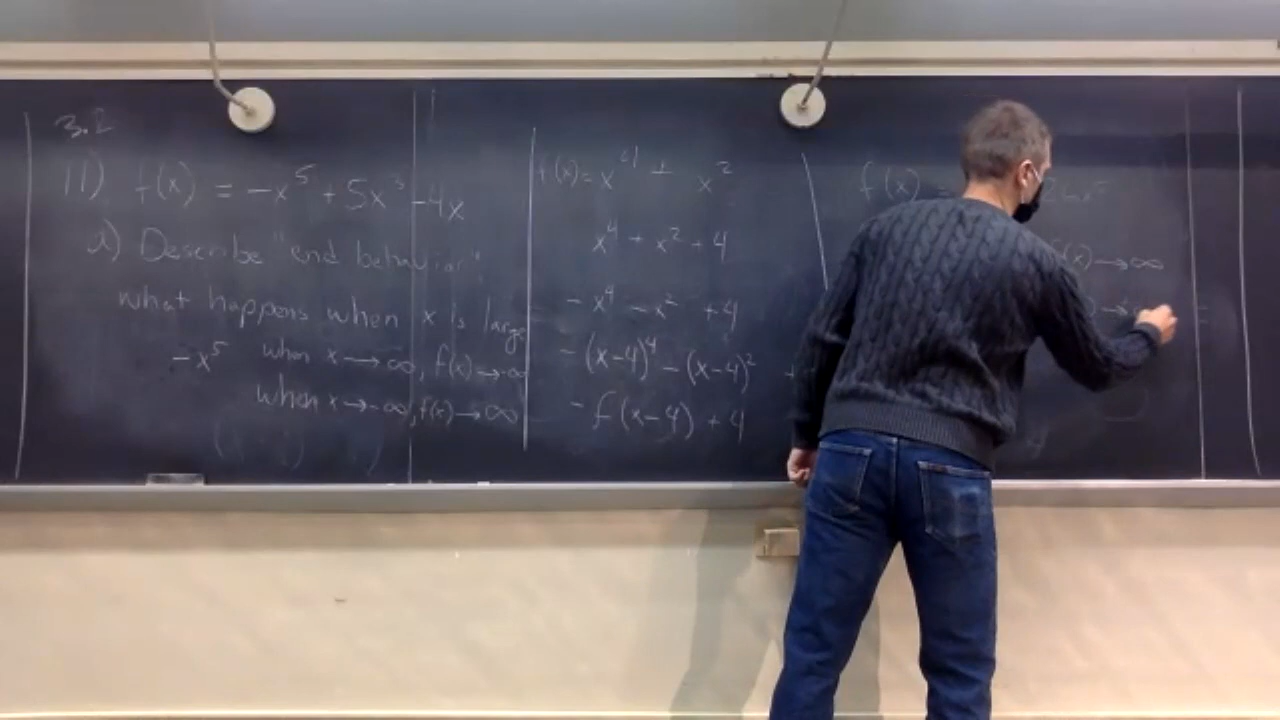 3.2
11) f(x) = -x⁵ + 5x³ - 4x
i) Describe "end behavior"
what happens when x is large
-x⁵ when x → ∞, f(x) → -∞
when x → -∞, f(x) → ∞
f(x) = x⁴ + x²
x⁴ + x² + 4
- x⁴ - x² + 4
- (x-4)⁴ - (x-4)² +
- f(x-4) + 4
f(x) =
f(x) → ∞
) →